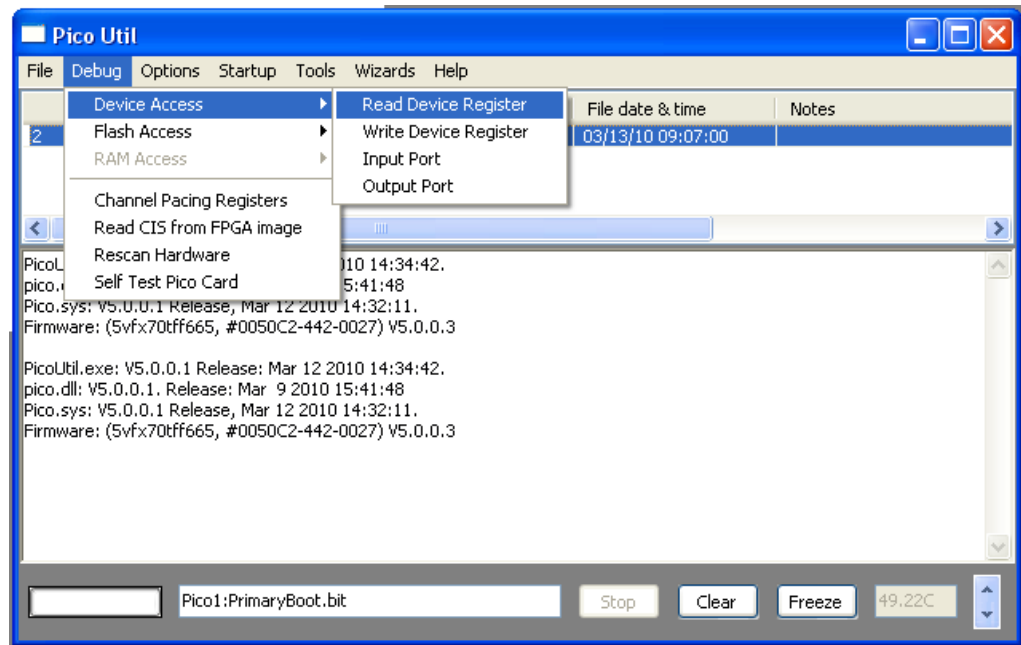 Pico Util
File Debug Options Startup Tools Wizards Help
File date & time Notes
2 03/13/10 09:07:00
Device Access
Flash Access
RAM Access
Channel Pacing Registers
Read CIS from FPGA image
Rescan Hardware
Self Test Pico Card
Read Device Register
Write Device Register
Input Port
Output Port
010 14:34:42.
pico. 5:41:48
Pico.sys: V5.0.0.1 Release, Mar 12 2010 14:32:11.
Firmware: (5vfx70tff665, #0050C2-442-0027) V5.0.0.3
PicoUtil.exe: V5.0.0.1 Release: Mar 12 2010 14:34:42.
pico.dll: V5.0.0.1. Release: Mar 9 2010 15:41:48
Pico.sys: V5.0.0.1 Release, Mar 12 2010 14:32:11.
Firmware: (5vfx70tff665, #0050C2-442-0027) V5.0.0.3
Pico1:PrimaryBoot.bit Stop Clear Freeze 49.22C